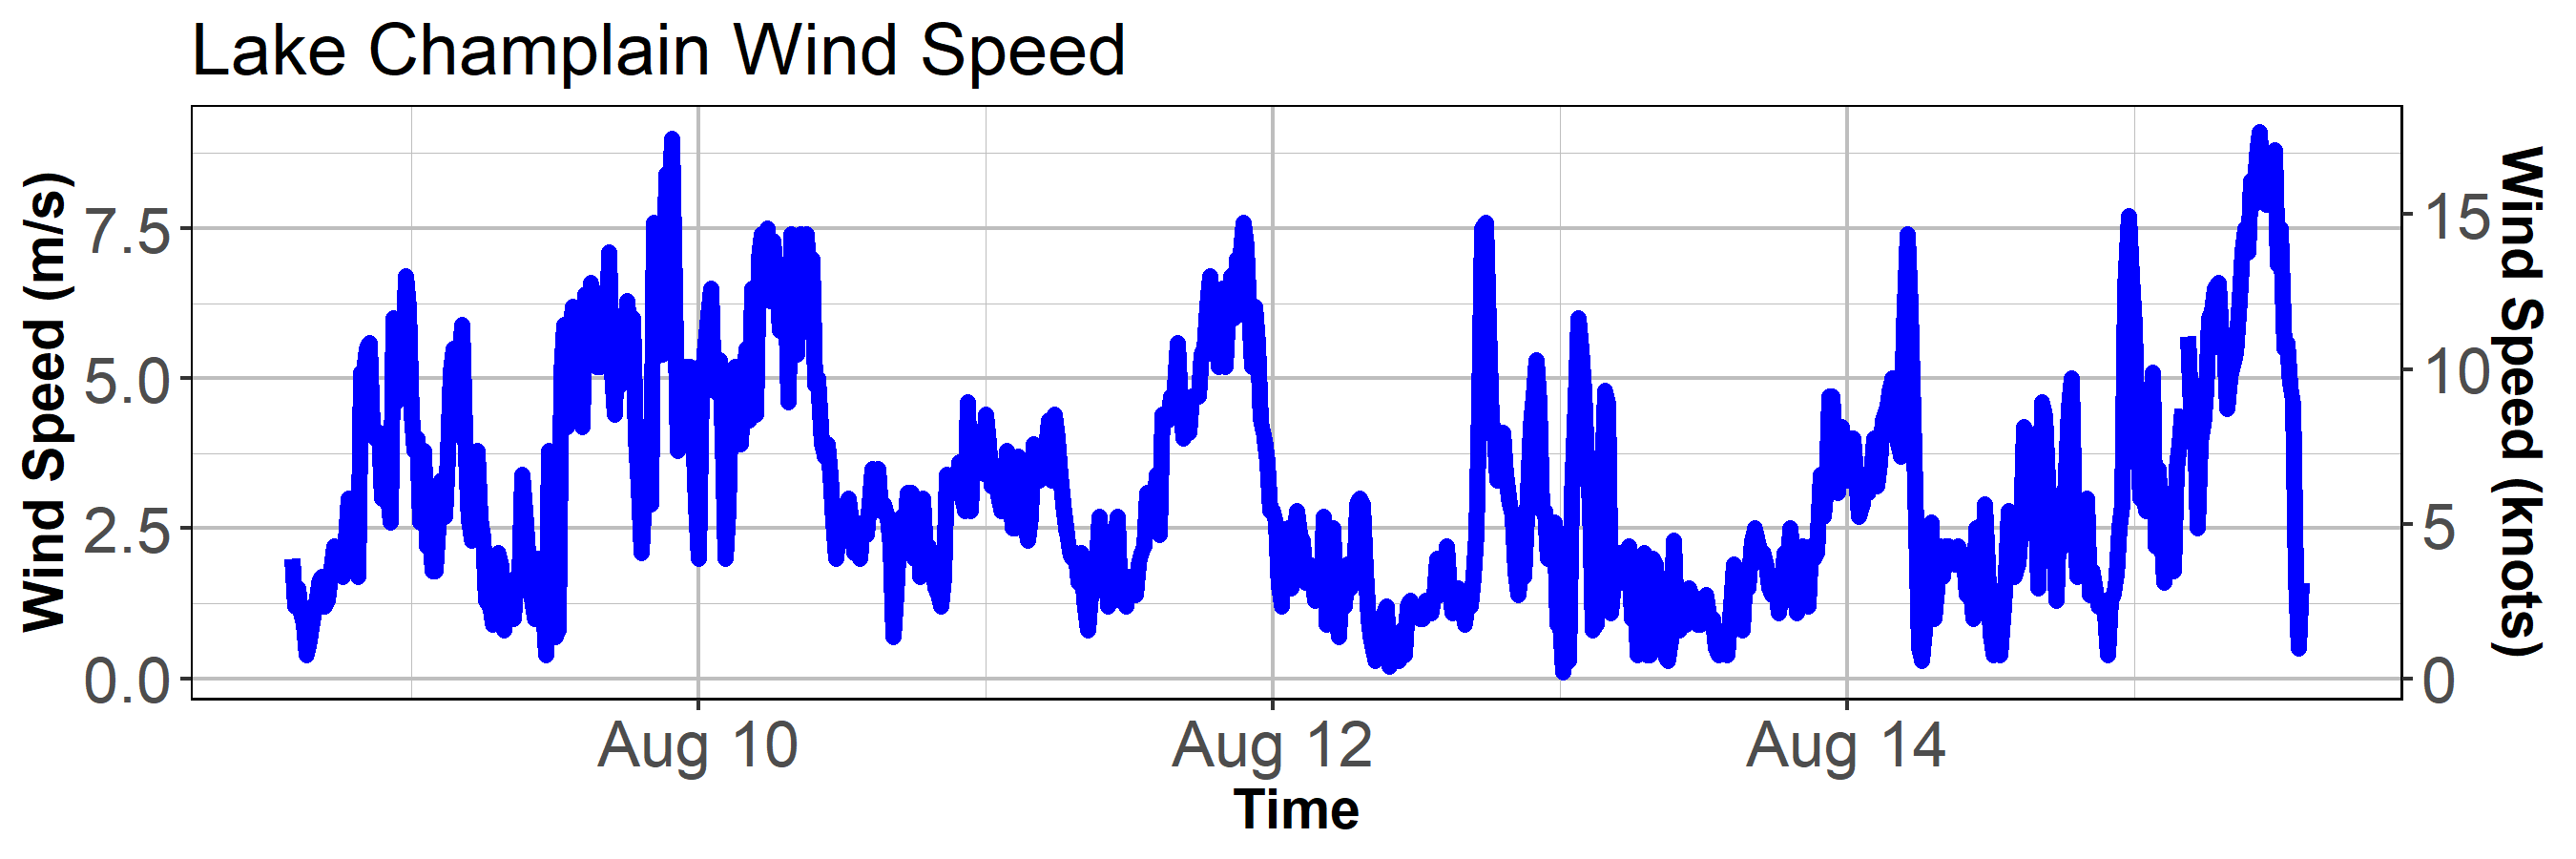 Lake Champlain Wind Speed
Wind Speed (m/s)
7.5
5.0
2.5
0.0
15
10
5
0
Wind Speed (knots)
Aug 10
Aug 12
Aug 14
Time